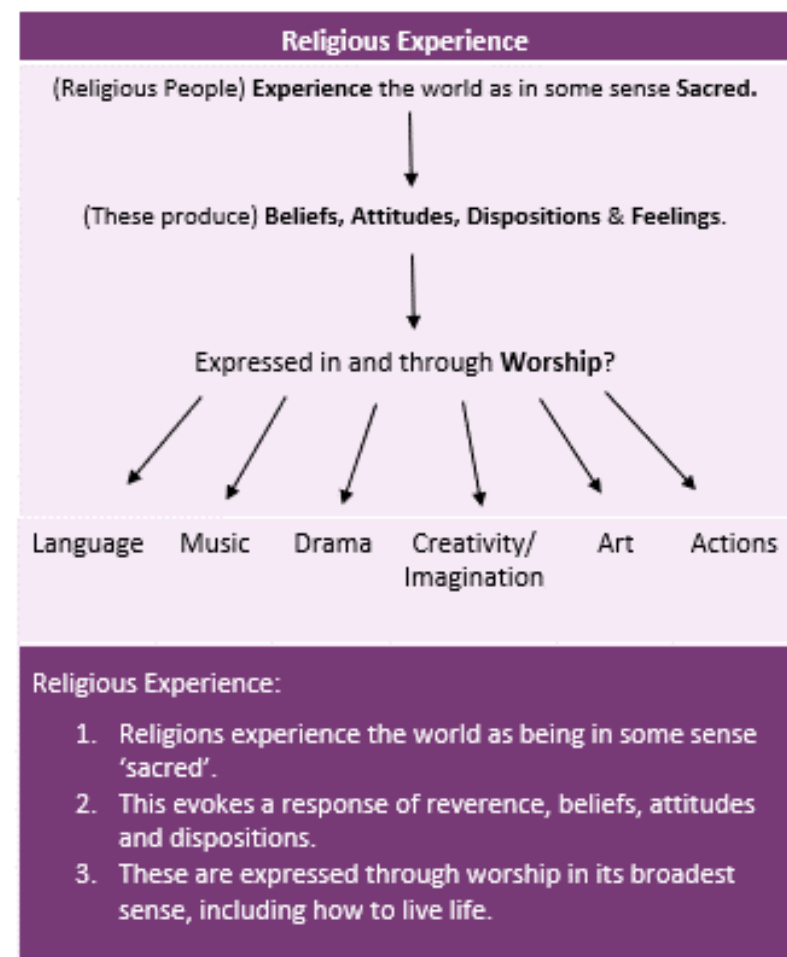 Religious Experience
(Religious People) Experience the world as in some sense Sacred.
(These produce) Beliefs, Attitudes, Dispositions & Feelings.
Expressed in and through Worship?
Language Music Drama Creativity/ Art Actions
Imagination
Religious Experience:
1. Religions experience the world as being in some sense
‘sacred’.
2. This evokes a response of reverence, beliefs, attitudes
and dispositions.
3. These are expressed through worship in its broadest
sense, including how to live life.